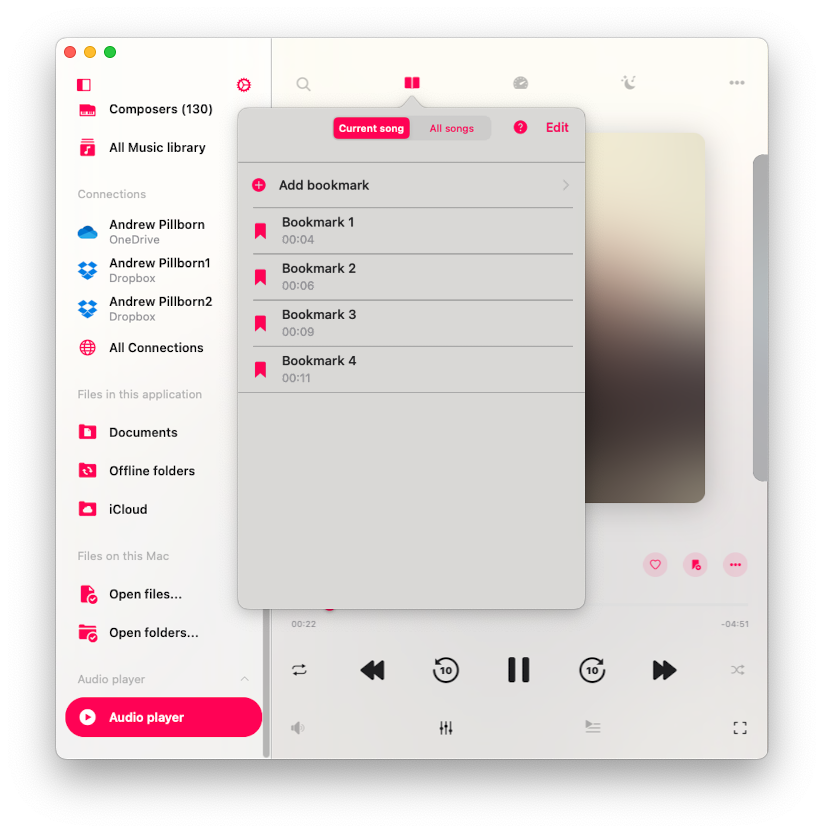 Composers (130)
All Music library
Connections
Andrew Pillborn
OneDrive
Andrew Pillborn1
Dropbox
Andrew Pillborn2
Dropbox
All Connections
Files in this application
Documents
Offline folders
iCloud
Files on this Mac
Open files...
Open folders...
Audio player
Audio player
Current song
All songs
?
Edit
Add bookmark
Bookmark 1
00:04
Bookmark 2
00:06
Bookmark 3
00:09
Bookmark 4
00:11
00:22
-04:51
10
10